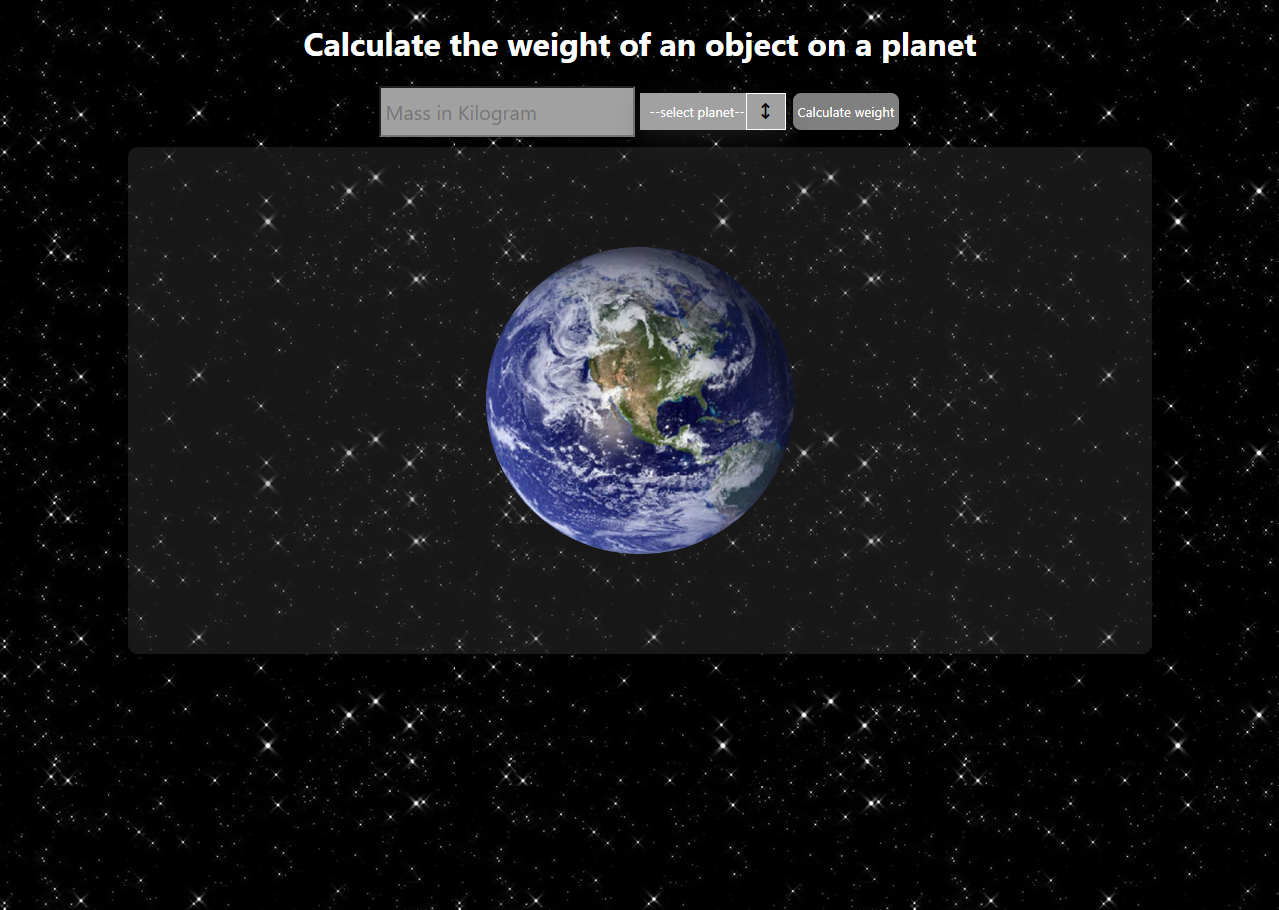 Calculate the weight of an object on a planet
Mass in Kilogram --select planet-- Calculate weight